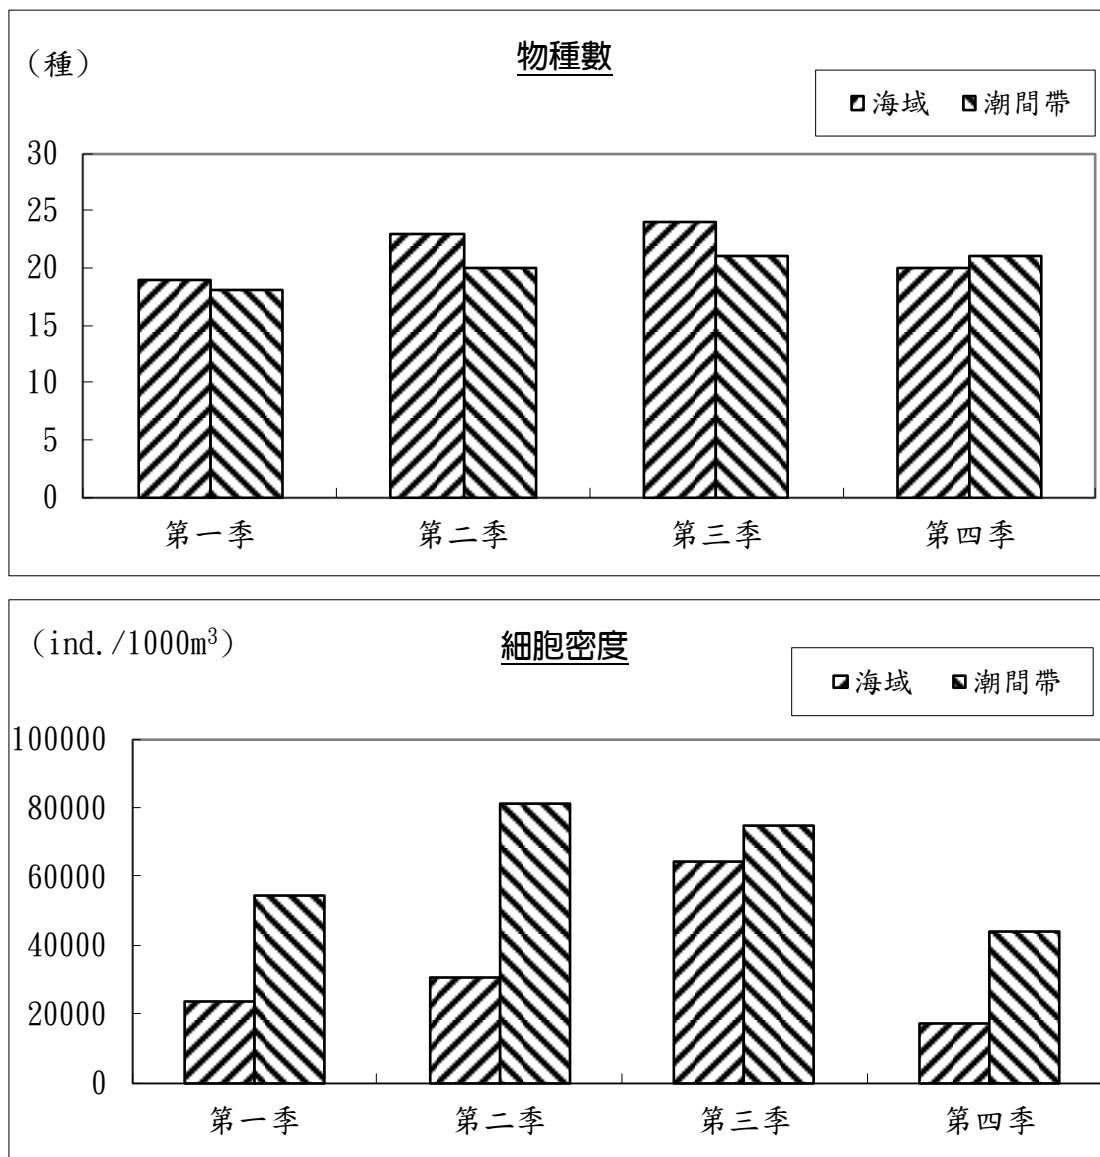 物種數
(種)
海域 潮間帶
30
25
20
15
10
5
0
第一季 第二季 第三季 第四季
(ind./1000m³)
細胞密度
海域 潮間帶
100000
80000
60000
40000
20000
0
第一季 第二季 第三季 第四季